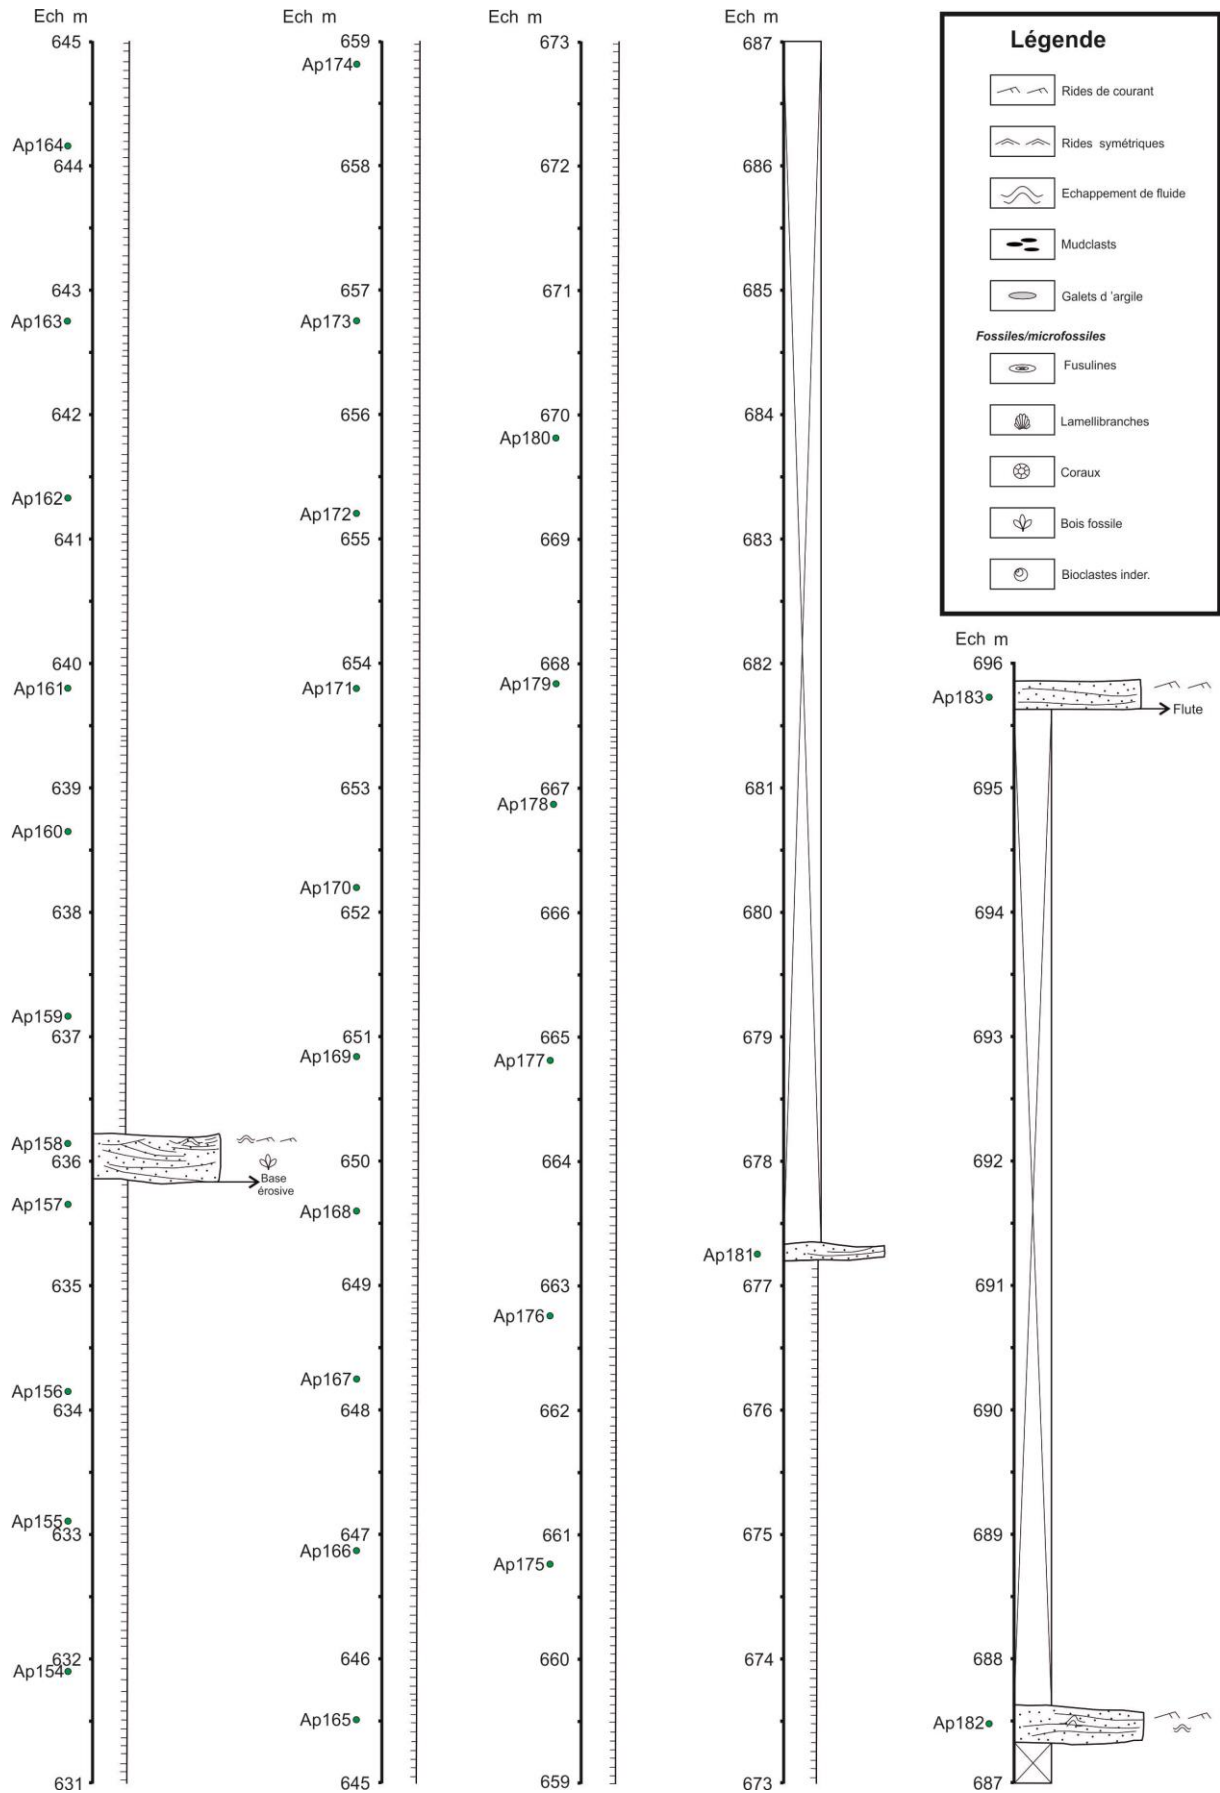 Ech m
645
Ap164
644
643
Ap163
642
Ap162
641
640
Ap161
639
Ap160
638
Ap159
637
Ap158
636
Base
érosive
Ap157
635
Ap156
634
Ap155
633
632
Ap154
631
Ech m
659
Ap174
658
657
Ap173
656
Ap172
655
654
Ap171
653
Ap170
652
651
Ap169
650
Ap168
649
Ap167
648
647
Ap166
646
Ap165
645
Ech m
673
672
671
670
Ap180
669
668
Ap179
667
Ap178
666
665
Ap177
664
663
Ap176
662
661
Ap175
660
659
Ech m
687
686
685
684
683
682
681
680
679
678
Ap181
677
676
675
674
673
Légende
Rides de courant
Rides symétriques
Echappement de fluide
Mudclasts
Galets d 'argile
Fossiles/microfossiles
Fusulines
Lamellibranches
Coraux
Bois fossile
Bioclastes inder.
Ech m
696
Ap183
Flute
695
694
693
692
691
690
689
688
Ap182
687